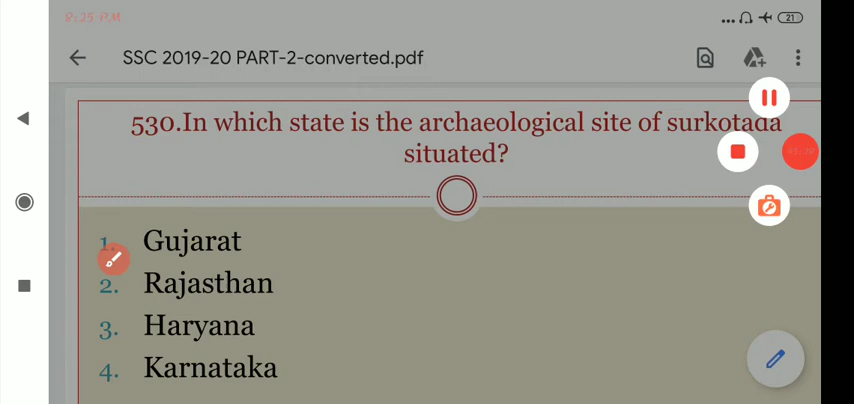 9:25 PM
21
SSC 2019-20 PART-2-converted.pdf
530.In which state is the archaeological site of surkotada
situated?
1. Gujarat
2. Rajasthan
3. Haryana
4. Karnataka